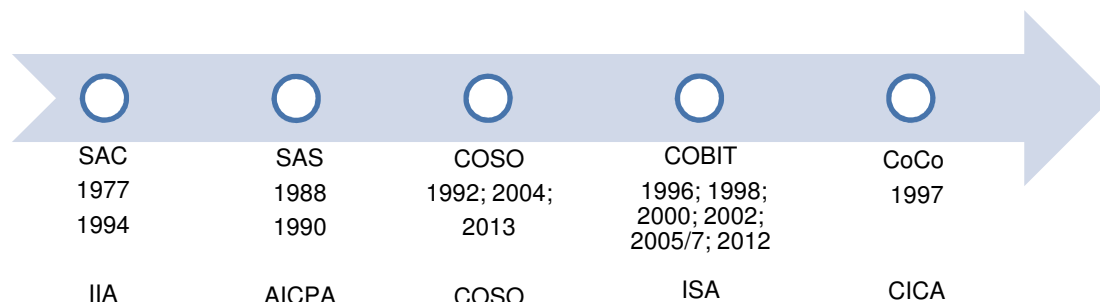 SAC
1977
1994
IIA
SAS
1988
1990
AICPA
COSO
1992; 2004;
2013
COSO
COBIT
1996; 1998;
2000; 2002;
2005/7; 2012
ISA
CoCo
1997
CICA